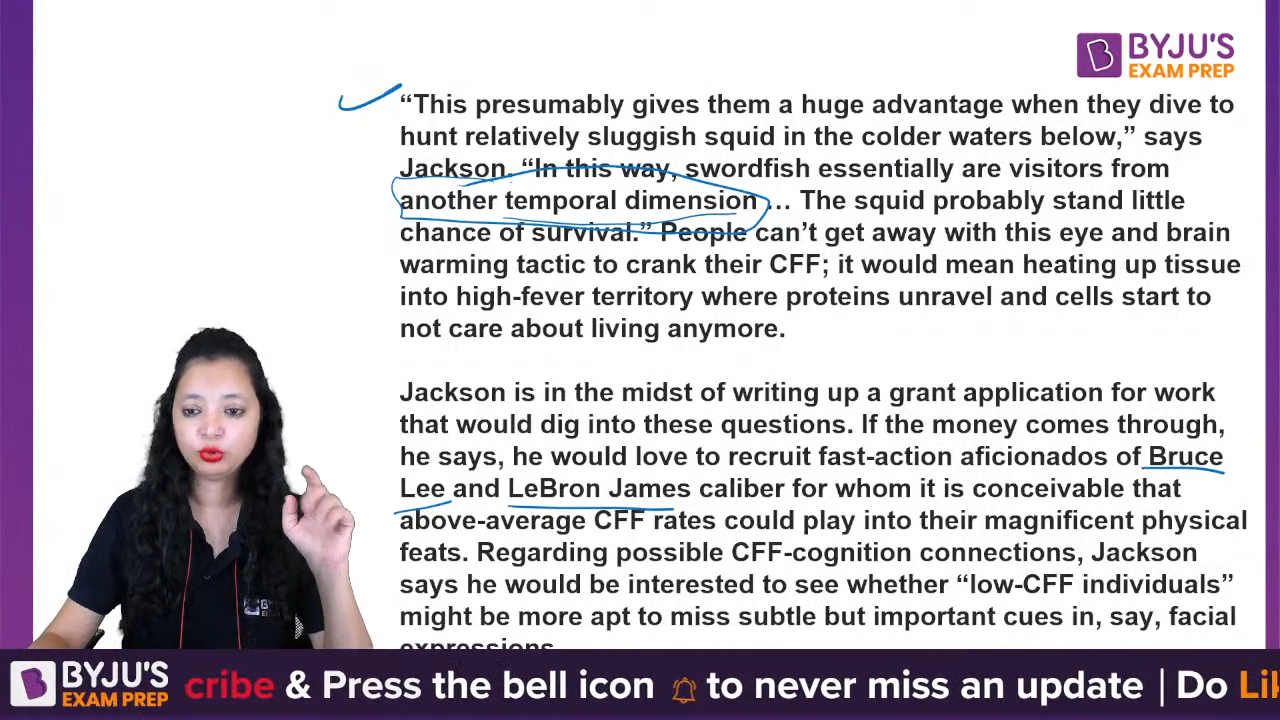 BYJU'S
EXAM PREP
“This presumably gives them a huge advantage when they dive to
hunt relatively sluggish squid in the colder waters below,” says
Jackson. “In this way, swordfish essentially are visitors from
another temporal dimension … The squid probably stand little
chance of survival.” People can’t get away with this eye and brain
warming tactic to crank their CFF; it would mean heating up tissue
into high-fever territory where proteins unravel and cells start to
not care about living anymore.
Jackson is in the midst of writing up a grant application for work
that would dig into these questions. If the money comes through,
he says, he would love to recruit fast-action aficionados of Bruce
Lee and LeBron James caliber for whom it is conceivable that
above-average CFF rates could play into their magnificent physical
feats. Regarding possible CFF-cognition connections, Jackson
says he would be interested to see whether “low-CFF individuals”
might be more apt to miss subtle but important cues in, say, facial
expressions.
BYJU'S
EXAM PREP
cribe & Press the bell icon to never miss an update | Do Lik